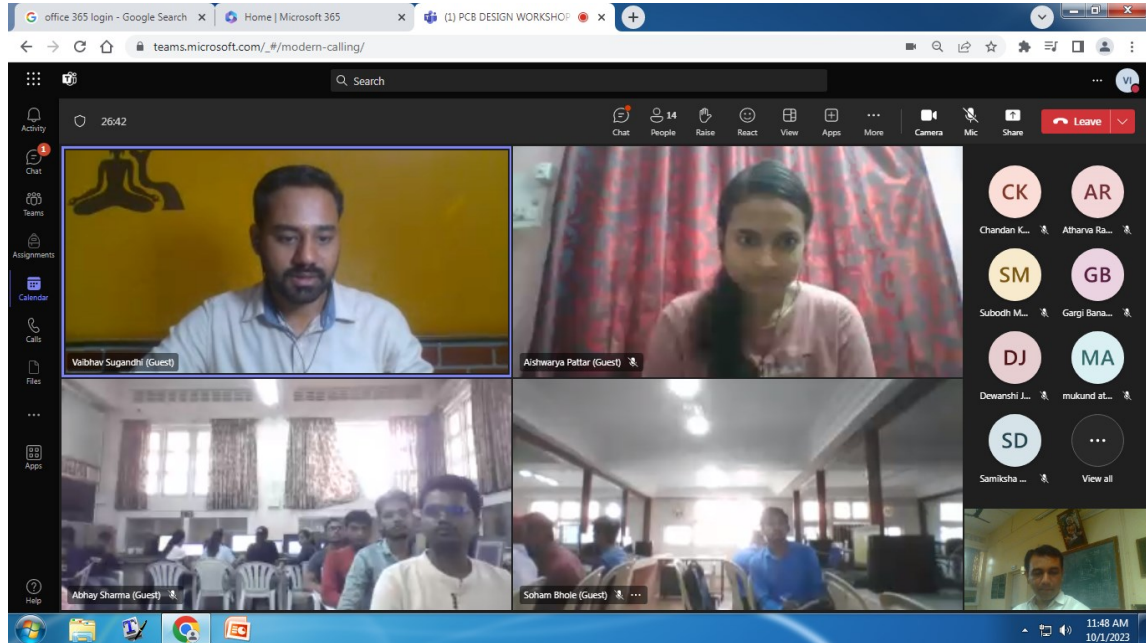 office 365 login - Google Search
Home | Microsoft 365
(1) PCB DESIGN WORKSHOP
teams.microsoft.com/_#/modern-calling/
Search
VI
Activity
26:42
14
Chat
People
Raise
React
View
Apps
More
Camera
Mic
Share
Leave
1
Chat
Teams
Assignments
Calendar
Calls
Files
Apps
Help
Vaibhav Sugandhi (Guest)
Aishwarya Pattar (Guest)
Abhay Sharma (Guest)
Soham Bhole (Guest)
CK
AR
Chandan K...
Atharva Ra...
SM
GB
Subodh M...
Gargi Bana...
DJ
MA
Dewanshi J...
mukund at...
SD
Samiksha ...
View all
11:48 AM
10/1/2023